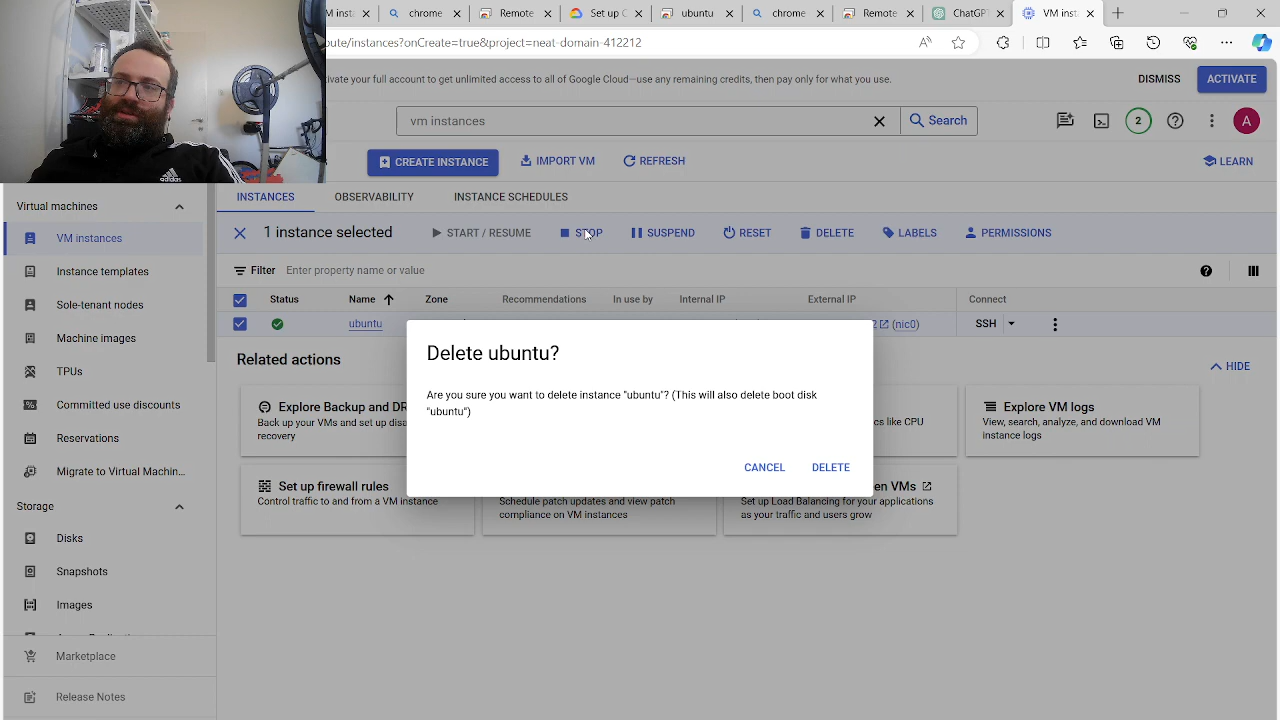 VM inst
chrome
Remote
Set up C
ubuntu
chrome
Remote
ChatGPT
VM inst
ute/instances?onCreate=true&project=neat-domain-412212
ivate your full account to get unlimited access to all of Google Cloud—use any remaining credits, then pay only for what you use.
DISMISS
ACTIVATE
vm instances
Search
2
A
CREATE INSTANCE
IMPORT VM
REFRESH
LEARN
Virtual machines
VM instances
Instance templates
Sole-tenant nodes
Machine images
TPUs
Committed use discounts
Reservations
Migrate to Virtual Machin...
Storage
Disks
Snapshots
Images
Marketplace
Release Notes
INSTANCES
OBSERVABILITY
INSTANCE SCHEDULES
1 instance selected
START / RESUME
STOP
SUSPEND
RESET
DELETE
LABELS
PERMISSIONS
Filter
Enter property name or value
Status
Name
Zone
Recommendations
In use by
Internal IP
External IP
Connect
ubuntu
2
(nic0)
SSH
Related actions
HIDE
Explore Backup and DR
Back up your VMs and set up disa
recovery
cs like CPU
Explore VM logs
View, search, analyze, and download VM
instance logs
Set up firewall rules
Control traffic to and from a VM instance
Schedule patch updates and view patch
compliance on VM instances
en VMs
Set up Load Balancing for your applications
as your traffic and users grow
Delete ubuntu?
Are you sure you want to delete instance "ubuntu"? (This will also delete boot disk
"ubuntu")
CANCEL
DELETE
adidas